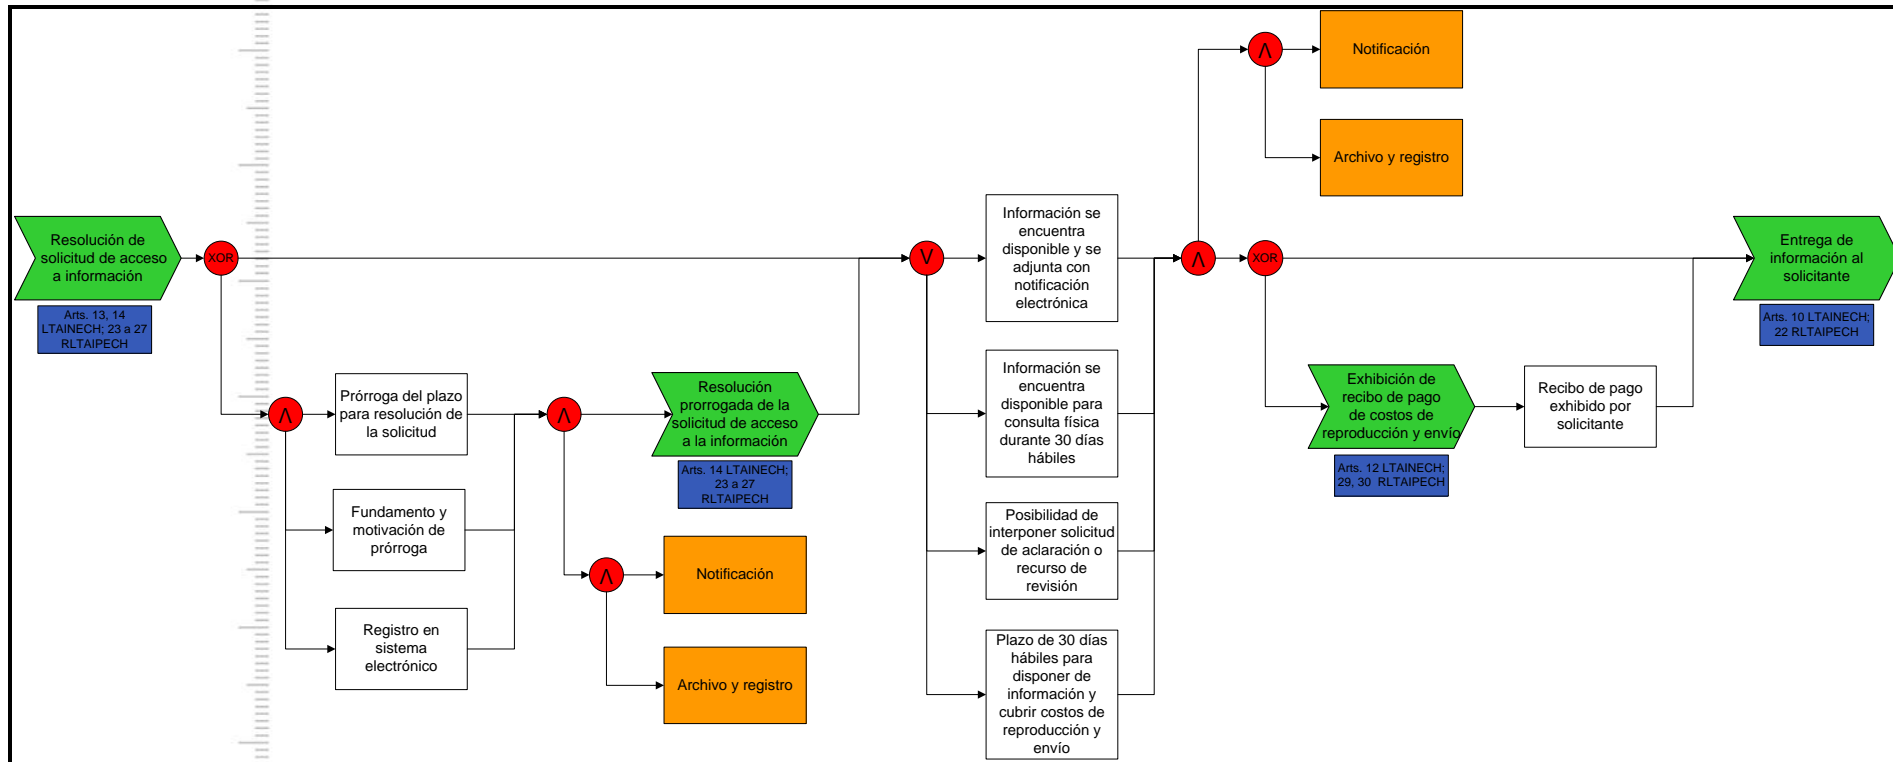 Resolución de
solicitud de acceso
a información
Arts. 13, 14
LTAINECH; 23 a 27
RLTAIPECH
XOR
Λ
Prórroga del plazo
para resolución de
la solicitud
Fundamento y
motivación de
prórroga
Registro en
sistema
electrónico
Λ
Resolución
prorrogada de la
solicitud de acceso
a la información
Arts. 14 LTAINECH;
23 a 27
RLTAIPECH
Λ
Notificación
Archivo y registro
V
Información se
encuentra
disponible y se
adjunta con
notificación
electrónica
Información se
encuentra
disponible para
consulta física
durante 30 días
hábiles
Posibilidad de
interponer solicitud
de aclaración o
recurso de
revisión
Plazo de 30 días
hábiles para
disponer de
información y
cubrir costos de
reproducción y
envío
Λ
Λ
Notificación
Archivo y registro
XOR
Exhibición de
recibo de pago
de costos de
reproducción y envío
Arts. 12 LTAINECH;
29, 30 RLTAIPECH
Recibo de pago
exhibido por
solicitante
Entrega de
información al
solicitante
Arts. 10 LTAINECH;
22 RLTAIPECH